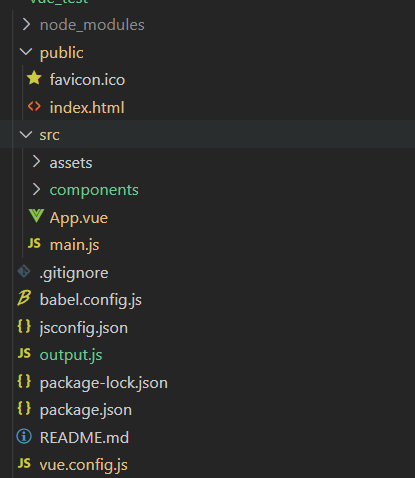 vue_test
node_modules
public
favicon.ico
index.html
src
assets
components
App.vue
JS main.js
.gitignore
babel.config.js
{} jsconfig.json
JS output.js
{} package-lock.json
{} package.json
README.md
JS vue.config.js